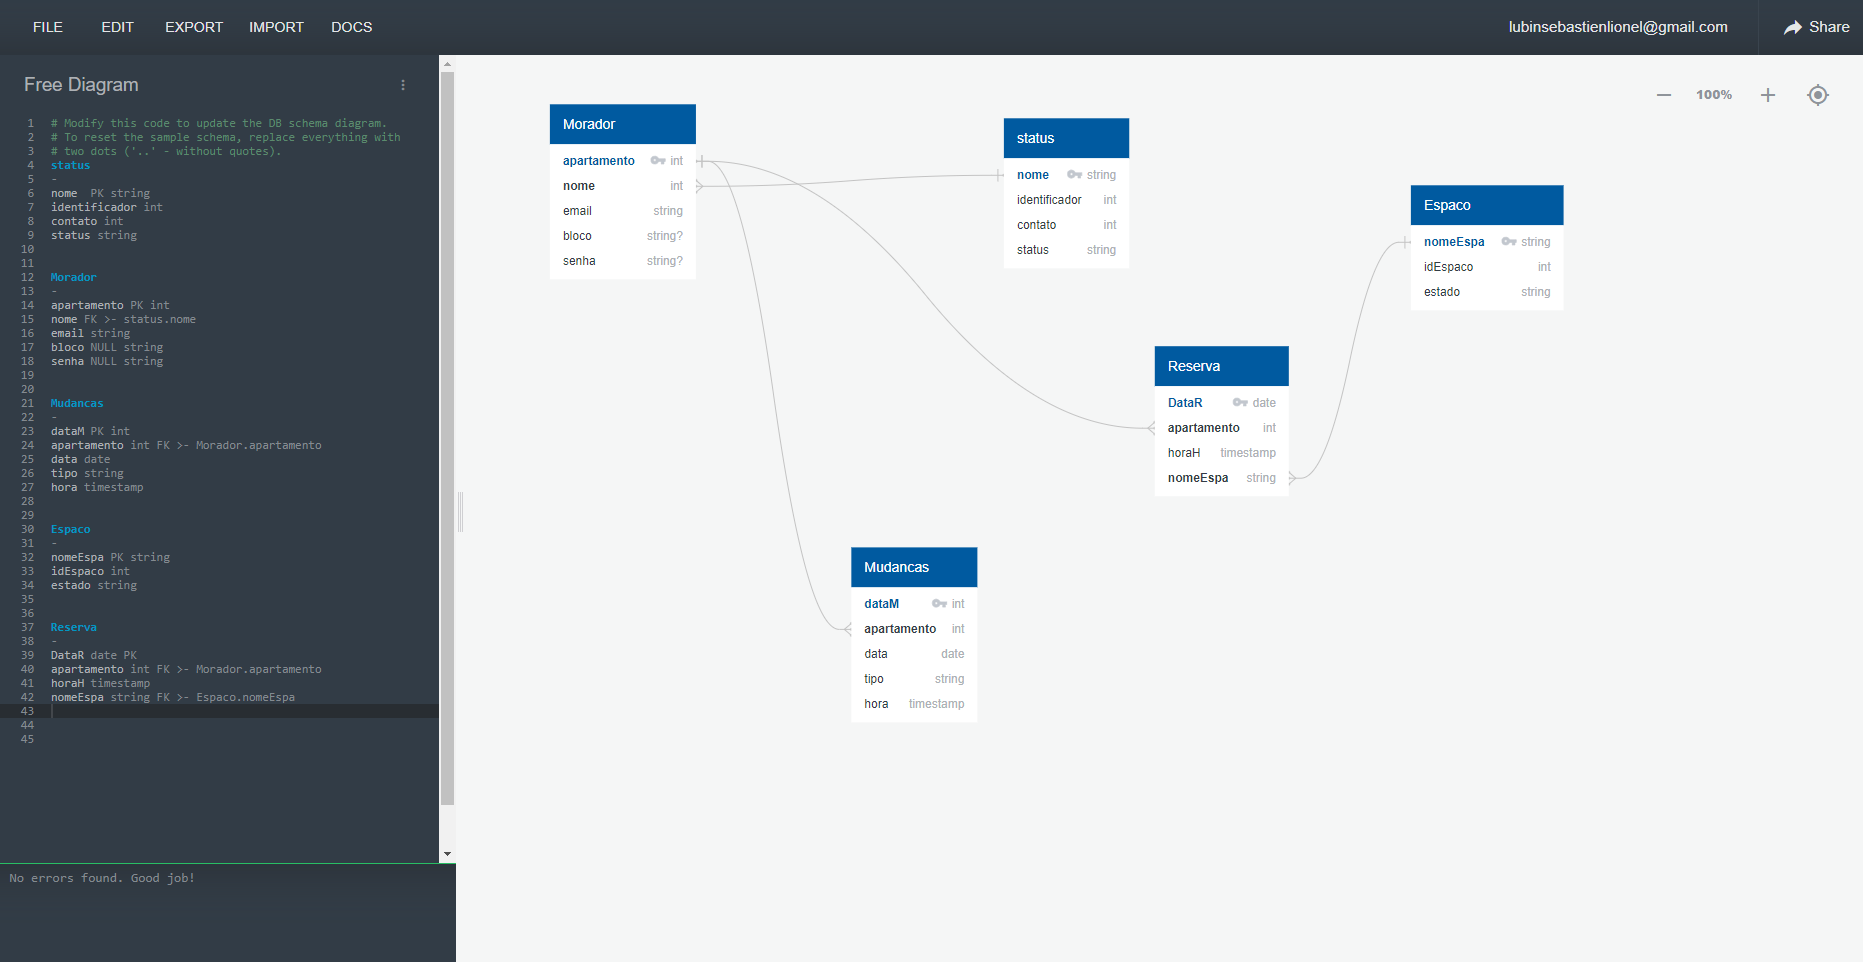 FILE EDIT EXPORT IMPORT DOCS lubinsebastienlionel@gmail.com Share
Free Diagram
1 # Modify this code to update the DB schema diagram.
2 # To reset the sample schema, replace everything with
3 # two dots ('..' - without quotes).
4 status
5 -
6 nome  PK string
7 identificador int
8 contato int
9 status string
10
11
12 Morador
13 -
14 apartamento PK int
15 nome FK >- status.nome
16 email string
17 bloco NULL string
18 senha NULL string
19
20
21 Mudancas
22 -
23 dataM PK int
24 apartamento int FK >- Morador.apartamento
25 data date
26 tipo string
27 hora timestamp
28
29
30 Espaco
31 -
32 nomeEspa PK string
33 idEspaco int
34 estado string
35
36
37 Reserva
38 -
39 DataR date PK
40 apartamento int FK >- Morador.apartamento
41 horaH timestamp
42 nomeEspa string FK >- Espaco.nomeEspa
43
44
45
No errors found. Good job!
100%
Morador
apartamento int
nome int
email string
bloco string?
senha string?
status
nome string
identificador int
contato int
status string
Espaco
nomeEspa string
idEspaco int
estado string
Reserva
DataR date
apartamento int
horaH timestamp
nomeEspa string
Mudancas
dataM int
apartamento int
data date
tipo string
hora timestamp